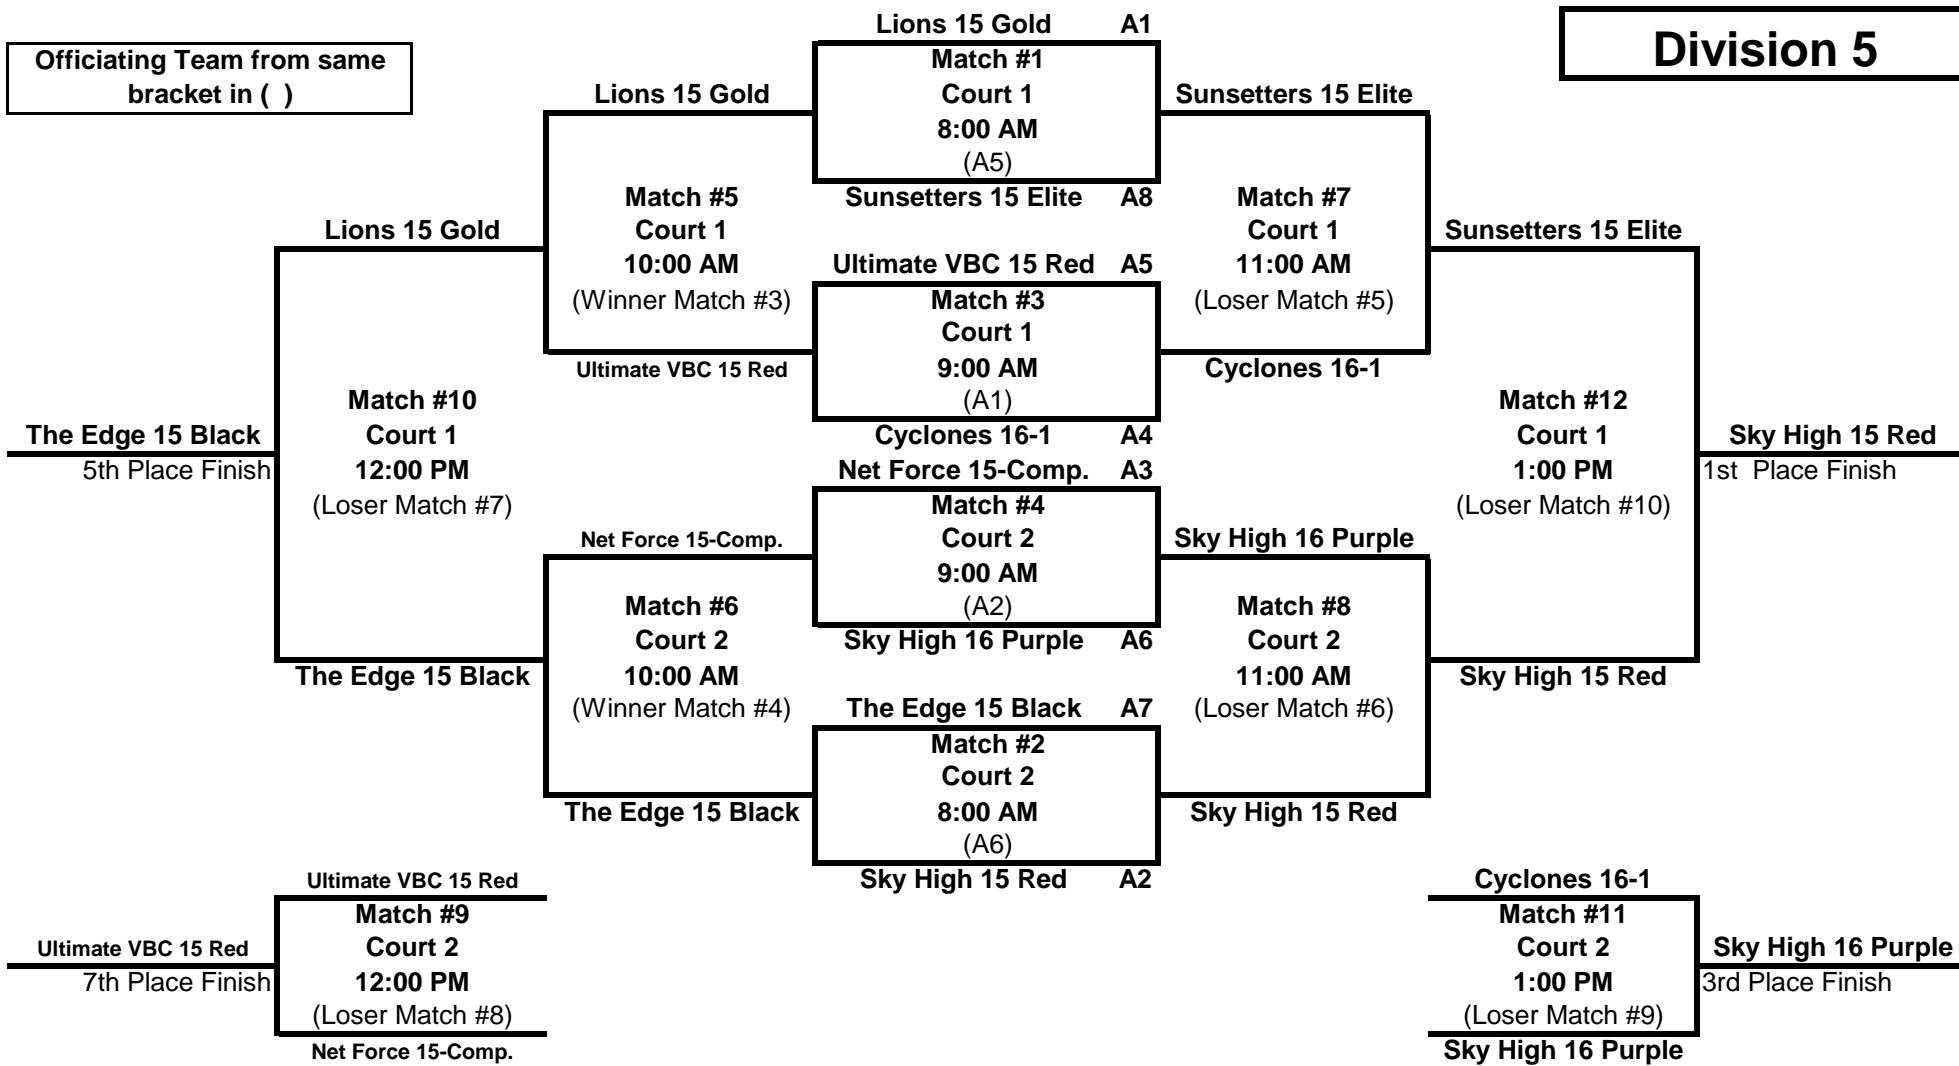 Officiating Team from same
bracket in (  )
Division 5
Lions 15 Gold A1
Match #1
Court 1
8:00 AM
(A5)
Sunsetters 15 Elite A8
Ultimate VBC 15 Red A5
Match #3
Court 1
9:00 AM
(A1)
Cyclones 16-1 A4
Net Force 15-Comp. A3
Match #4
Court 2
9:00 AM
(A2)
Sky High 16 Purple A6
The Edge 15 Black A7
Match #2
Court 2
8:00 AM
(A6)
Sky High 15 Red A2
Lions 15 Gold
Match #5
Court 1
10:00 AM
(Winner Match #3)
Ultimate VBC 15 Red
Net Force 15-Comp.
Match #6
Court 2
10:00 AM
(Winner Match #4)
The Edge 15 Black
Lions 15 Gold
Match #10
Court 1
12:00 PM
(Loser Match #7)
The Edge 15 Black
The Edge 15 Black
5th Place Finish
Ultimate VBC 15 Red
Match #9
Court 2
12:00 PM
(Loser Match #8)
Net Force 15-Comp.
Ultimate VBC 15 Red
7th Place Finish
Sunsetters 15 Elite
Match #7
Court 1
11:00 AM
(Loser Match #5)
Cyclones 16-1
Sky High 16 Purple
Match #8
Court 2
11:00 AM
(Loser Match #6)
Sky High 15 Red
Sunsetters 15 Elite
Match #12
Court 1
1:00 PM
(Loser Match #10)
Sky High 15 Red
Sky High 15 Red
1st  Place Finish
Cyclones 16-1
Match #11
Court 2
1:00 PM
(Loser Match #9)
Sky High 16 Purple
Sky High 16 Purple
3rd Place Finish